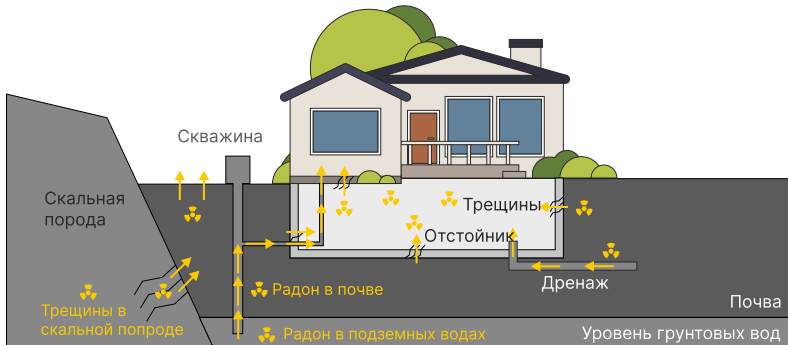 Скважина
Скальная
порода
Трещины
Отстойник
Дренаж
Радон в почве
Почва
Трещины в
скальной попроде
Радон в подземных водах
Уровень грунтовых вод